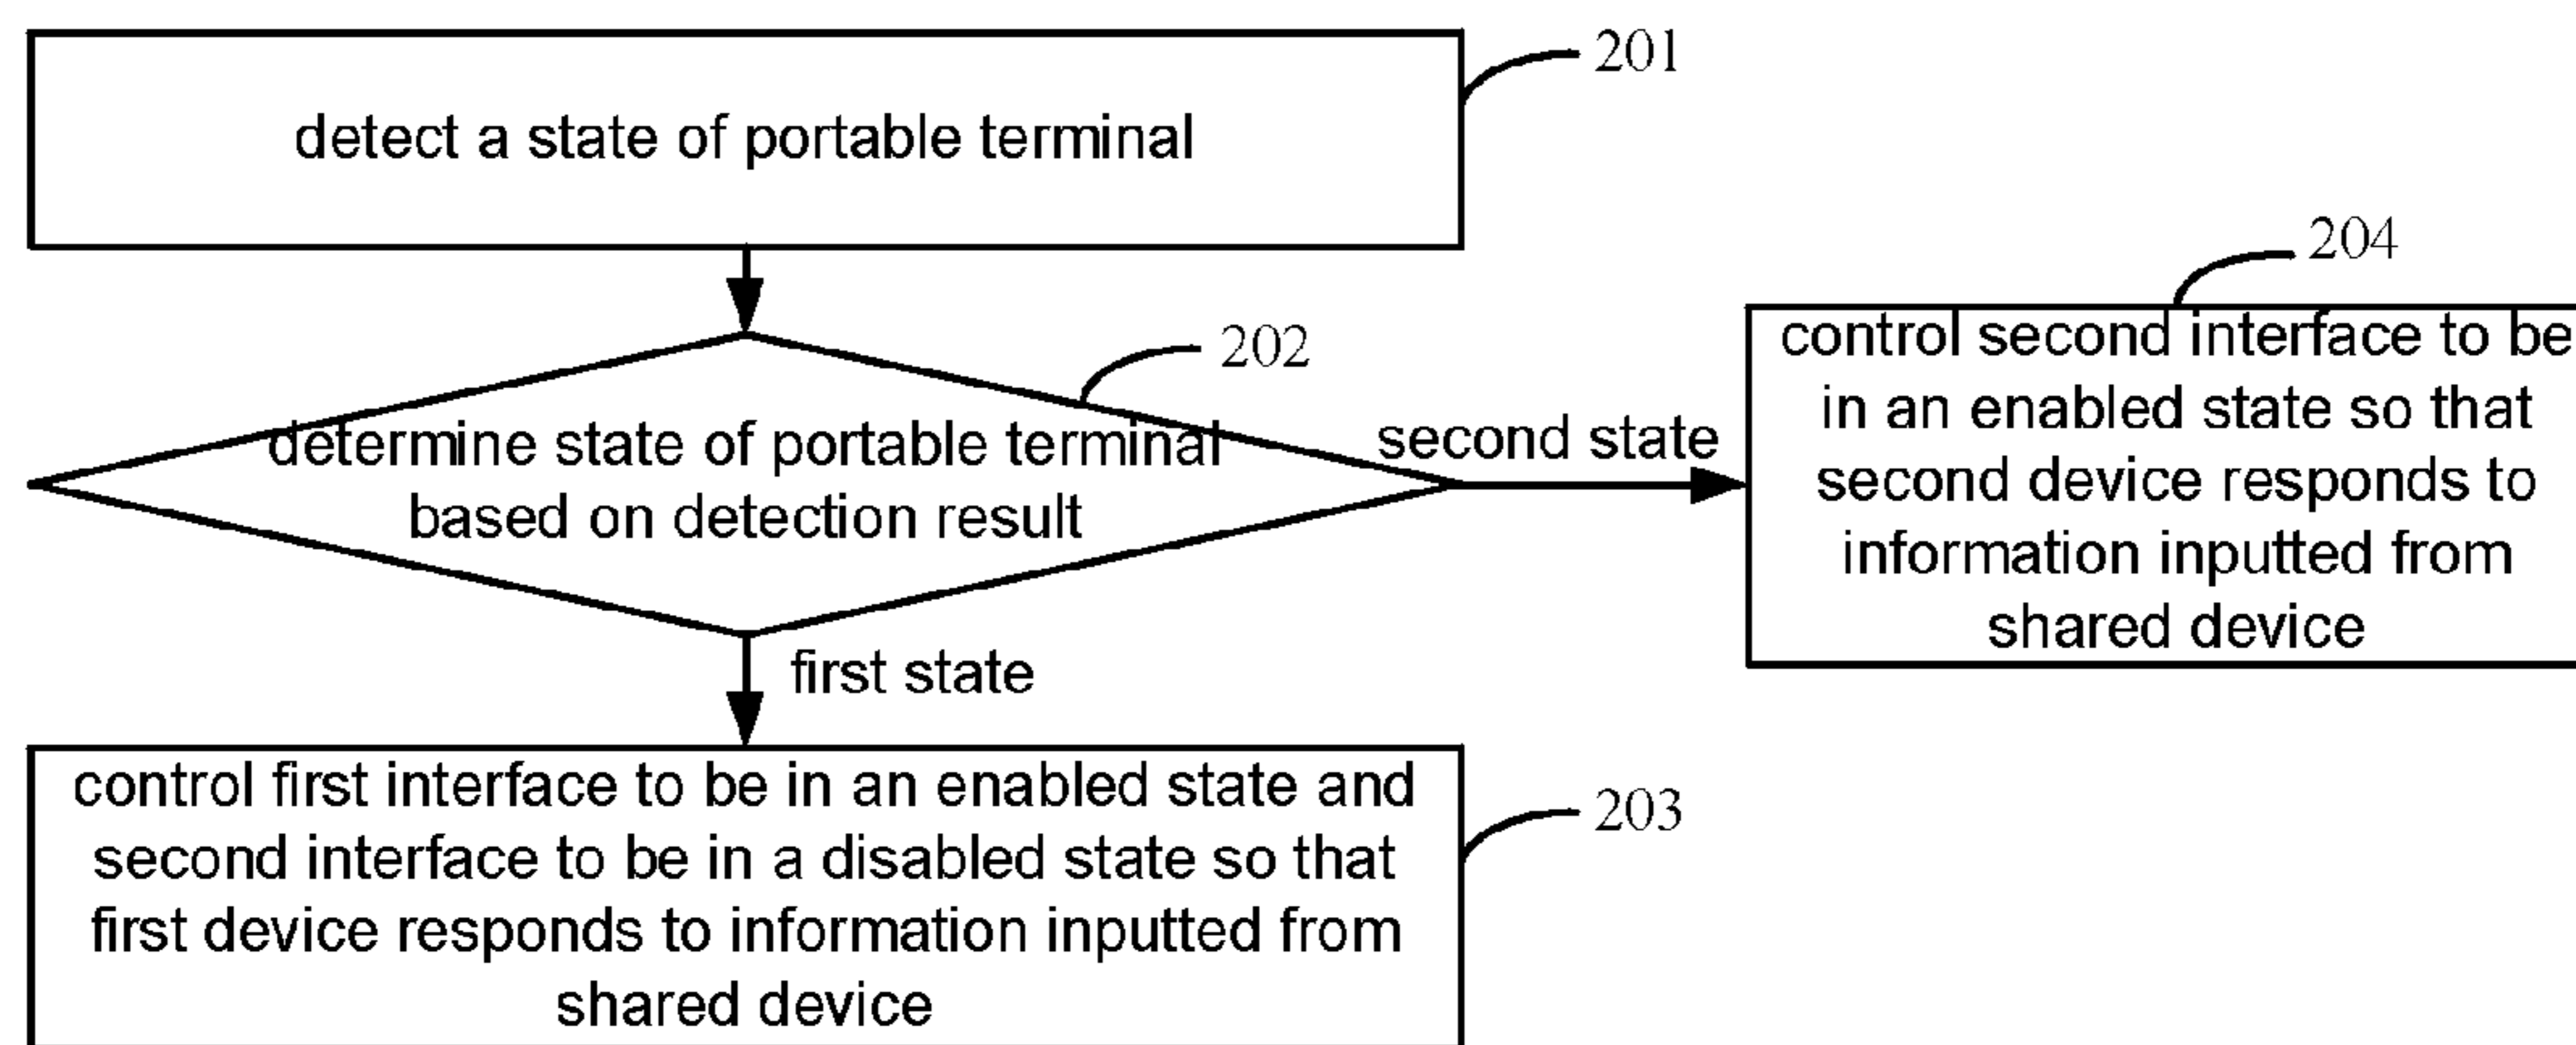 201
detect a state of portable terminal
202
determine state of portable terminal
based on detection result
second state
204
control second interface to be
in an enabled state so that
second device responds to
information inputted from
shared device
first state
203
control first interface to be in an enabled state and
second interface to be in a disabled state so that
first device responds to information inputted from
shared device